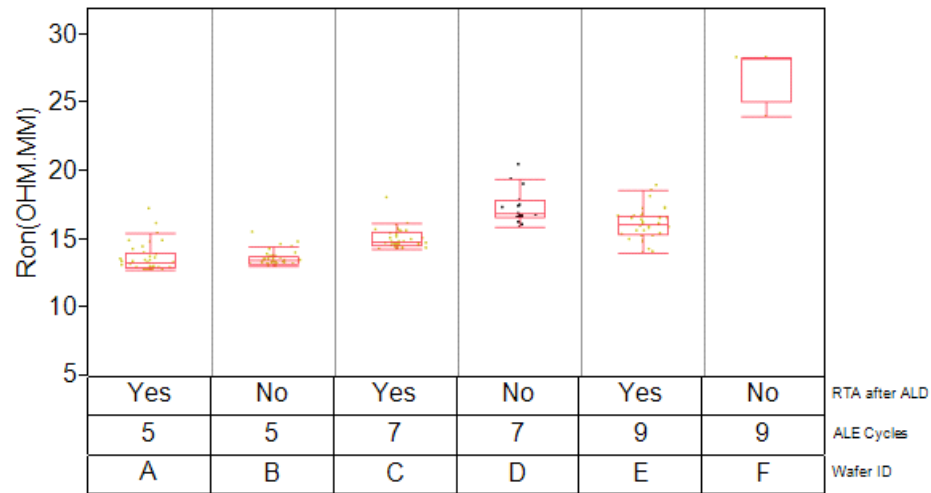 Ron(OHM.MM)
30
25
20
15
10
5
Yes No Yes No Yes No RTA after ALD
5 5 7 7 9 9 ALE Cycles
A B C D E F Wafer ID